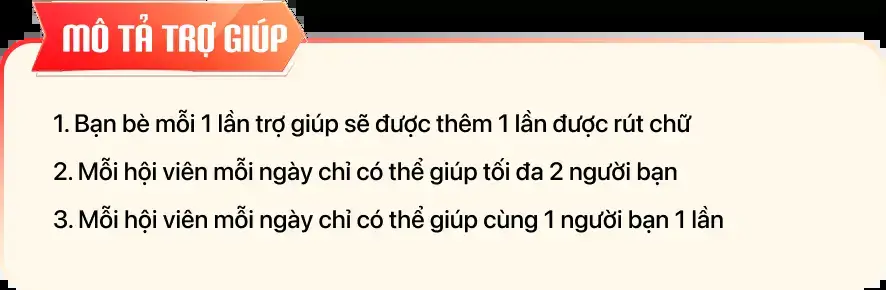 MÔ TẢ TRỢ GIÚP
1. Bạn bè mỗi 1 lần trợ giúp sẽ được thêm 1 lần được rút chữ
2. Mỗi hội viên mỗi ngày chỉ có thể giúp tối đa 2 người bạn
3. Mỗi hội viên mỗi ngày chỉ có thể giúp cùng 1 người bạn 1 lần